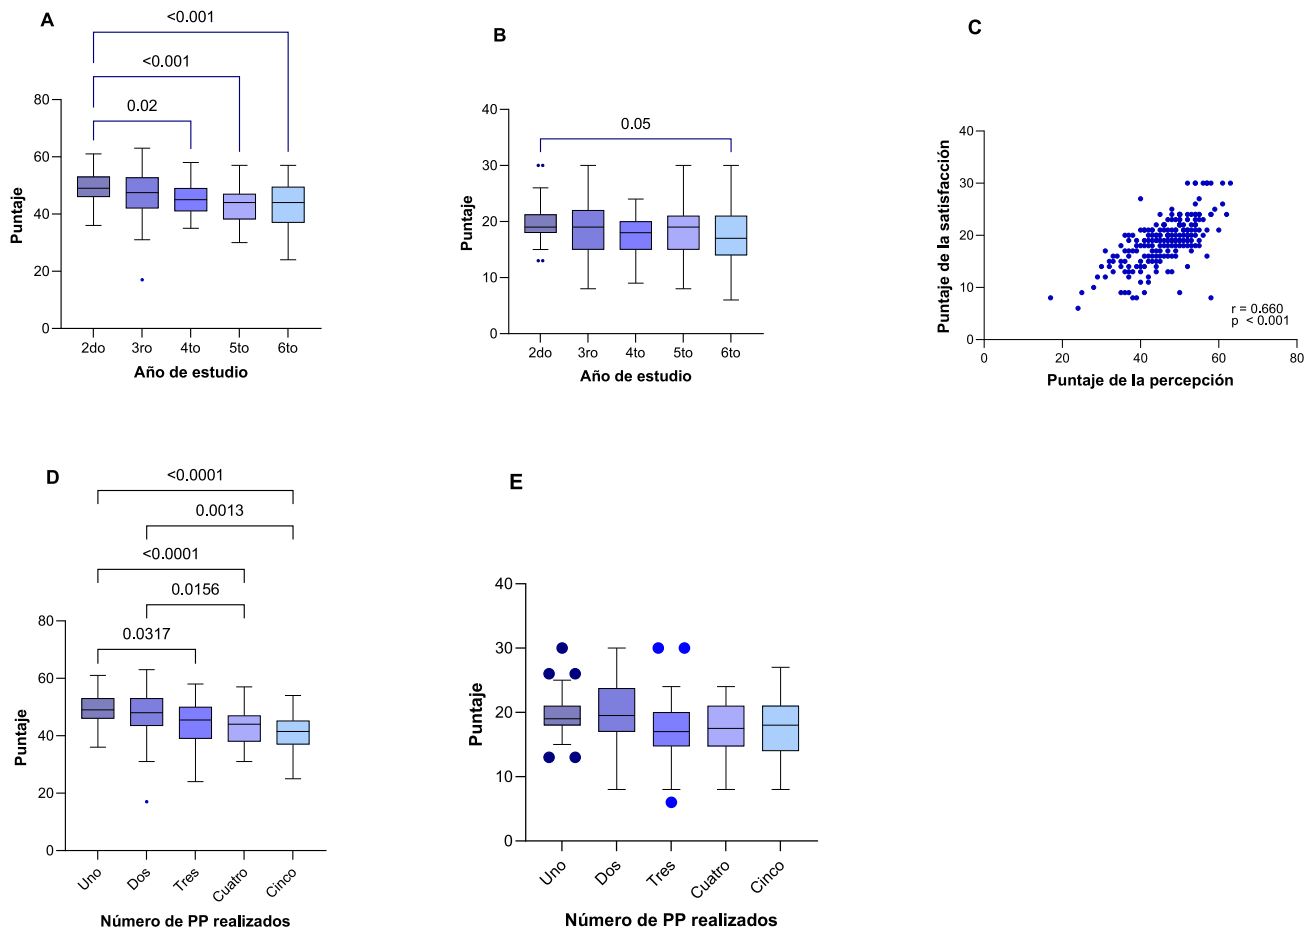 A
<0.001
<0.001
0.02
80
60
40
20
0
Puntaje
2do 3ro 4to 5to 6to
Año de estudio
B
0.05
40
30
20
10
0
Puntaje
2do 3ro 4to 5to 6to
Año de estudio
C
40
30
20
10
0
Puntaje de la satisfacción
r = 0.660
p < 0.001
0 20 40 60 80
Puntaje de la percepción
D
<0.0001
0.0013
<0.0001
0.0156
0.0317
80
60
40
20
0
Puntaje
Uno Dos Tres Cuatro Cinco
Número de PP realizados
E
40
30
20
10
0
Puntaje
Uno Dos Tres Cuatro Cinco
Número de PP realizados